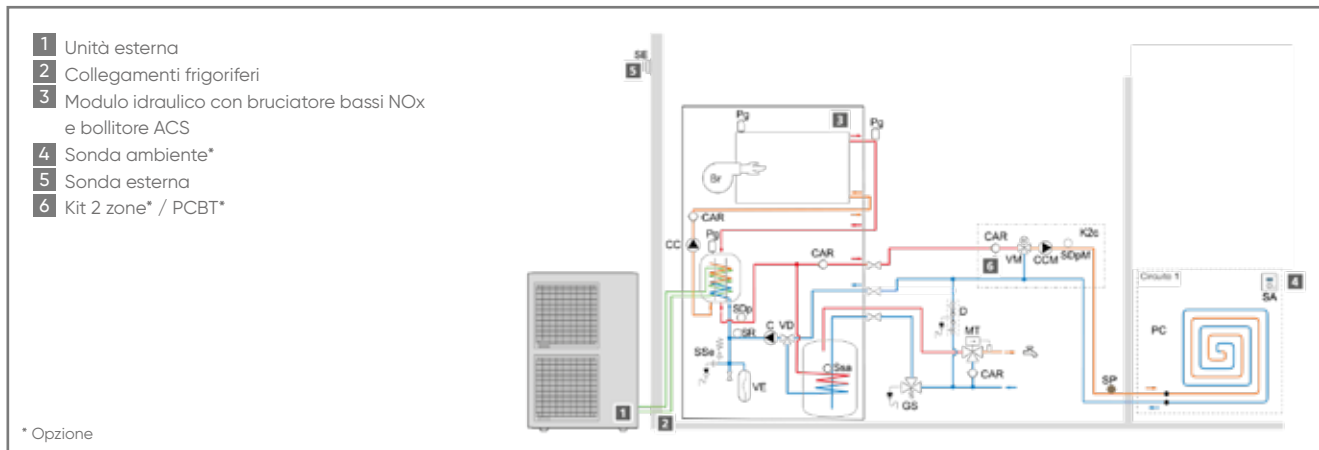 1 Unità esterna
2 Collegamenti frigoriferi
3 Modulo idraulico con bruciatore bassi NOx
e bollitore ACS
4 Sonda ambiente*
5 Sonda esterna
6 Kit 2 zone* / PCBT*
* Opzione
SE
5
Pg
3
Pg
Br
CAR
CC
Pg
CAR
CAR
K2c
6
VM
CCM
SDpM
Circuito 1
4
SA
SDp
SR
C
VD
D
MT
PC
SSe
VE
Ssa
CAR
GS
SP
1
2